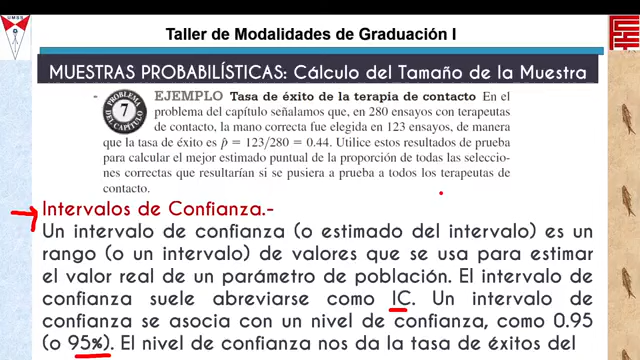 U.M.S.S.
Taller de Modalidades de Graduación I
MUESTRAS PROBABILÍSTICAS: Cálculo del Tamaño de la Muestra
PROBLEMA
7
DEL CAPÍTULO
EJEMPLO Tasa de éxito de la terapia de contacto En el
problema del capítulo señalamos que, en 280 ensayos con terapeutas
de contacto, la mano correcta fue elegida en 123 ensayos, de manera
que la tasa de éxito es p̂ = 123/280 = 0.44. Utilice estos resultados de prueba
para calcular el mejor estimado puntual de la proporción de todas las seleccio-
nes correctas que resultarían si se pusiera a prueba a todos los terapeutas de
contacto.
Intervalos de Confianza.-
Un intervalo de confianza (o estimado del intervalo) es un
rango (o un intervalo) de valores que se usa para estimar
el valor real de un parámetro de población. El intervalo de
confianza suele abreviarse como IC. Un intervalo de
confianza se asocia con un nivel de confianza, como 0.95
(o 95%). El nivel de confianza nos da la tasa de éxitos del